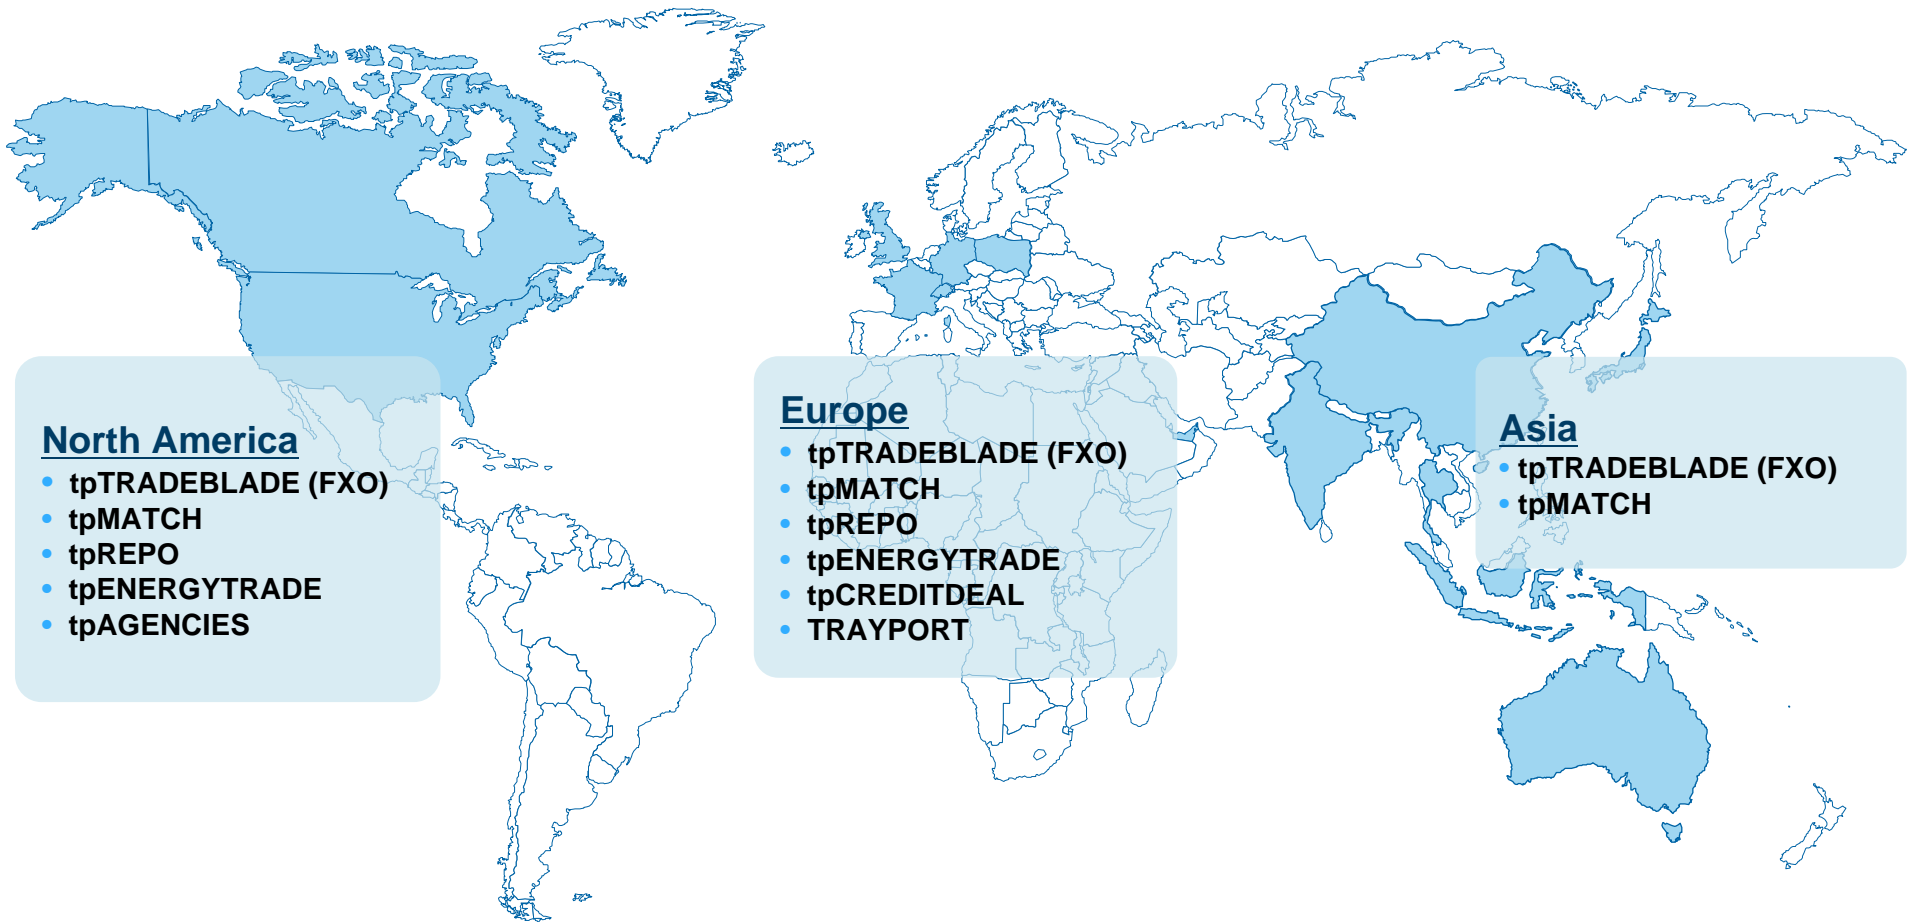 North America
• tpTRADEBLADE (FXO)
• tpMATCH
• tpREPO
• tpENERGYTRADE
• tpAGENCIES
Europe
• tpTRADEBLADE (FXO)
• tpMATCH
• tpREPO
• tpENERGYTRADE
• tpCREDITDEAL
• TRAYPORT
Asia
• tpTRADEBLADE (FXO)
• tpMATCH